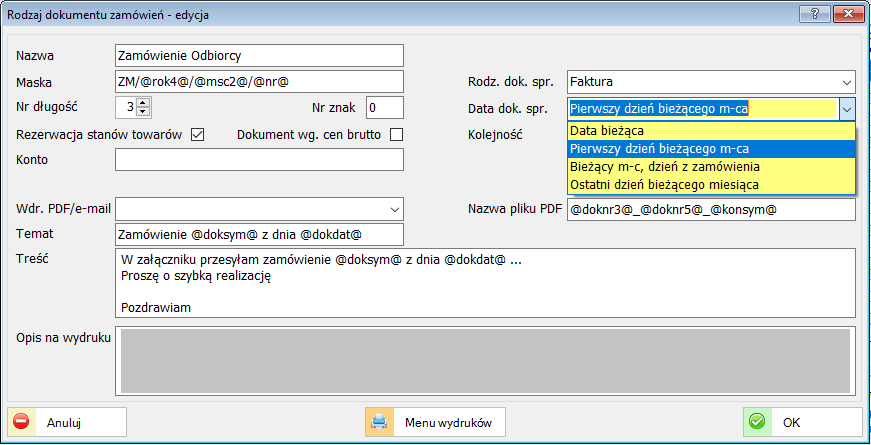 Rodzaj dokumentu zamówień - edycja
Nazwa Zamówienie Odbiorcy
Maska ZM/@rok4@/@msc2@/@nr@ Rodz. dok. spr. Faktura
Nr długość 3 Nr znak 0 Data dok. spr. Pierwszy dzień bieżącego m-ca
Data bieżąca
Rezerwacja stanów towarów Dokument wg. cen brutto Kolejność
Pierwszy dzień bieżącego m-ca
Konto
Bieżący m-c, dzień z zamówienia
Ostatni dzień bieżącego miesiąca
Wdr. PDF/e-mail Nazwa pliku PDF @doknr3@_@doknr5@_@konsym@
Temat Zamówienie @doksym@ z dnia @dokdat@
Treść W załączniku przesyłam zamówienie @doksym@ z dnia @dokdat@ ...
Proszę o szybką realizację
Pozdrawiam
Opis na wydruku
Anuluj Menu wydruków OK